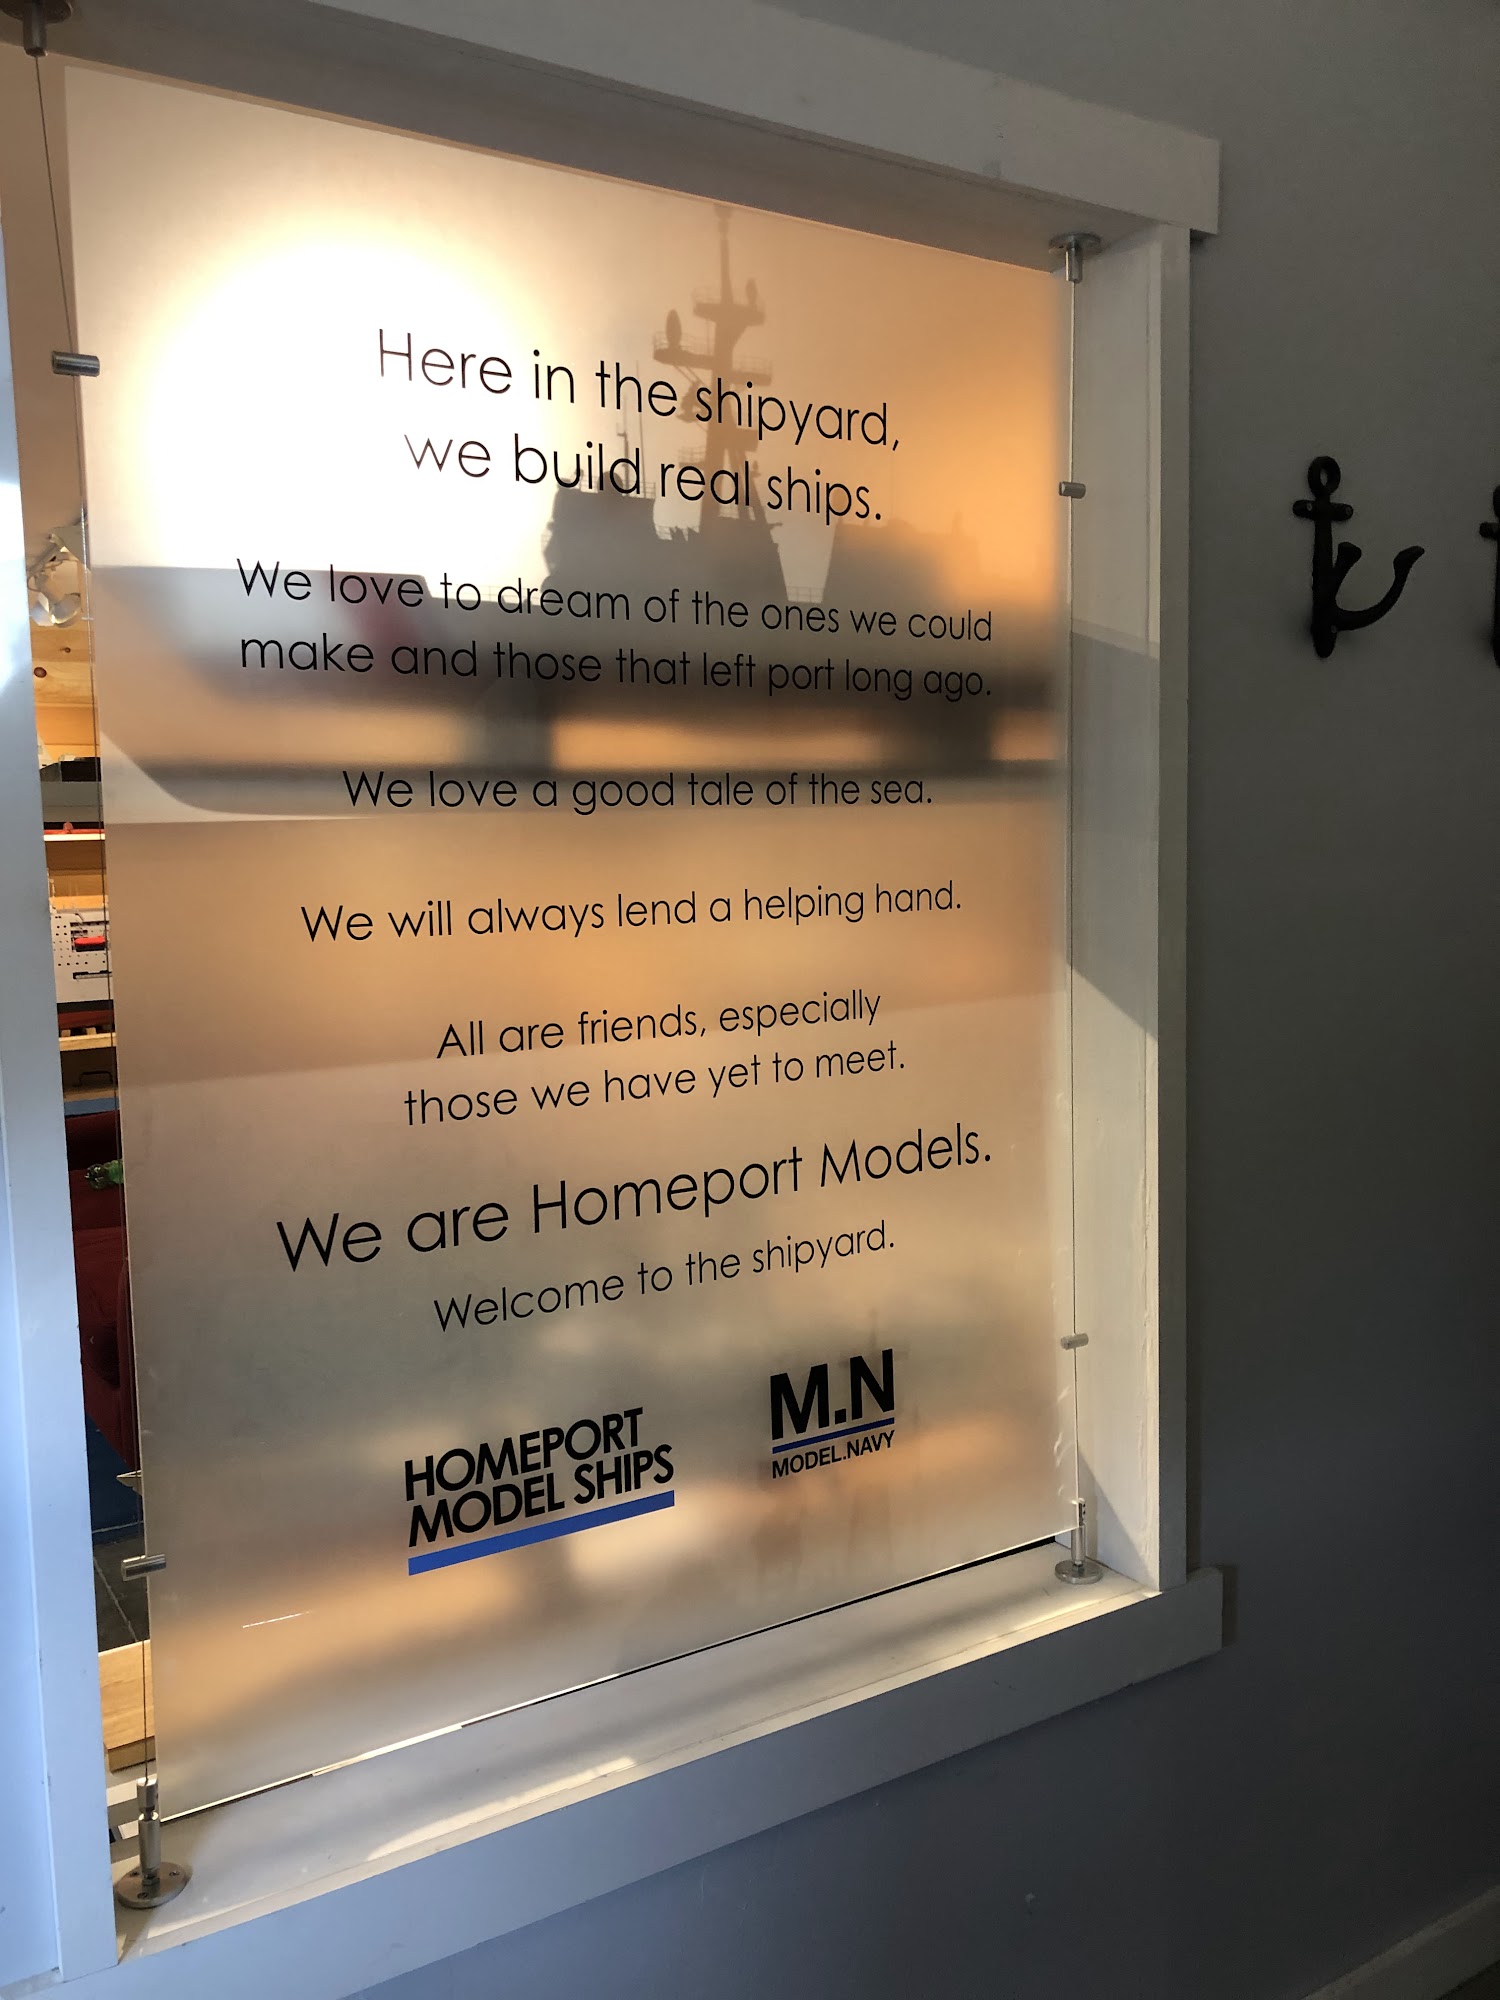 Here in the shipyard,
we build real ships.
We love to dream of the ones we could
make and those that left port long ago.
We love a good tale of the sea.
We will always lend a helping hand.
All are friends, especially
those we have yet to meet.
We are Homeport Models.
Welcome to the shipyard.
HOMEPORT
MODEL SHIPS
M.N
MODEL.NAVY